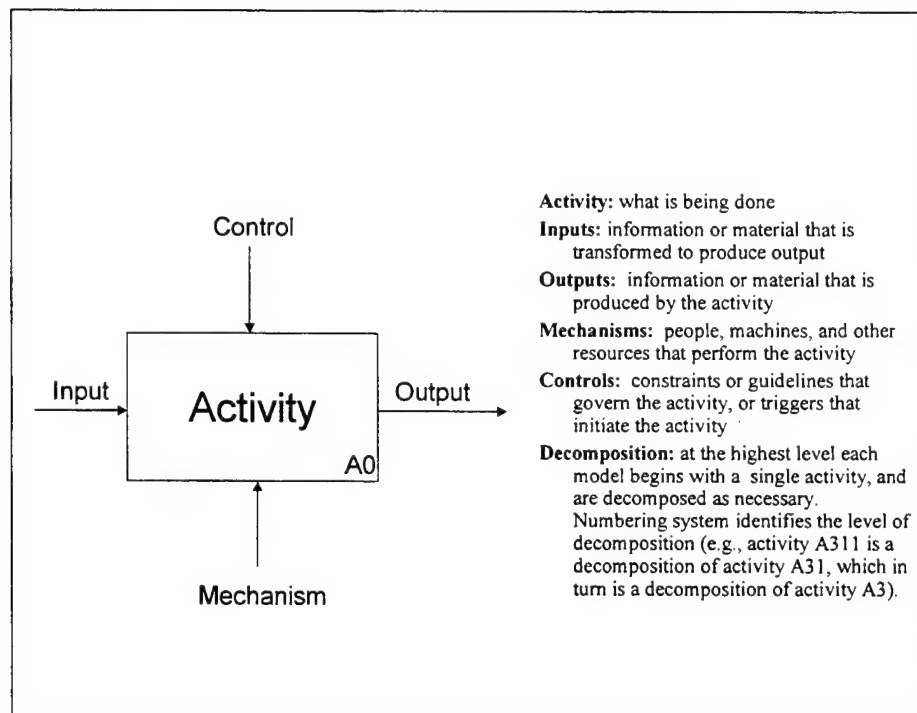 Control
Input
Activity
Output
A0
Mechanism
Activity: what is being done
Inputs: information or material that is
transformed to produce output
Outputs: information or material that is
produced by the activity
Mechanisms: people, machines, and other
resources that perform the activity
Controls: constraints or guidelines that
govern the activity, or triggers that
initiate the activity
Decomposition: at the highest level each
model begins with a single activity, and
are decomposed as necessary.
Numbering system identifies the level of
decomposition (e.g., activity A311 is a
decomposition of activity A31, which in
turn is a decomposition of activity A3).